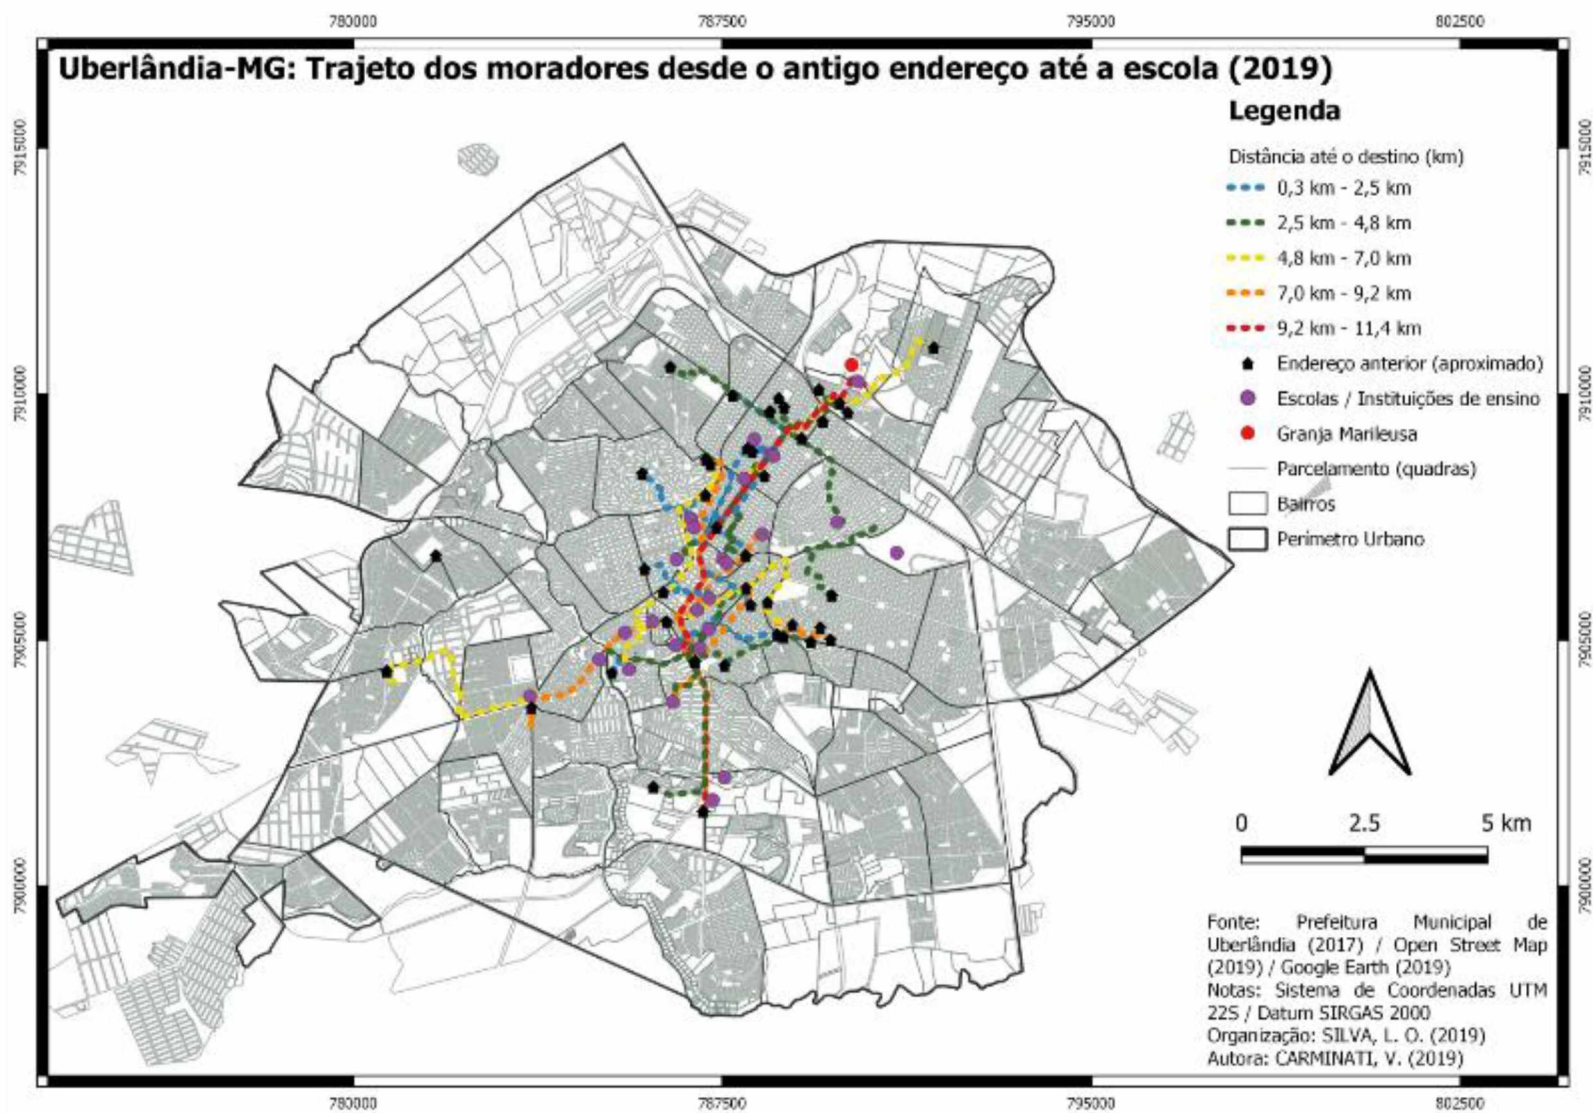 780000 787500 795000 802500
Uberlândia-MG: Trajeto dos moradores desde o antigo endereço até a escola (2019)
Legenda
Distância até o destino (km)
0,3 km - 2,5 km
2,5 km - 4,8 km
4,8 km - 7,0 km
7,0 km - 9,2 km
9,2 km - 11,4 km
Endereço anterior (aproximado)
Escolas / Instituições de ensino
Granja Marileusa
Parcelamento (quadras)
Bairros
Perímetro Urbano
7915000 7915000
7910000 7910000
7905000 7905000
7900000 7900000
0 2.5 5 km
Fonte: Prefeitura Municipal de
Uberlândia (2017) / Open Street Map
(2019) / Google Earth (2019)
Notas: Sistema de Coordenadas UTM
22S / Datum SIRGAS 2000
Organização: SILVA, L. O. (2019)
Autora: CARMINATI, V. (2019)
780000 787500 795000 802500